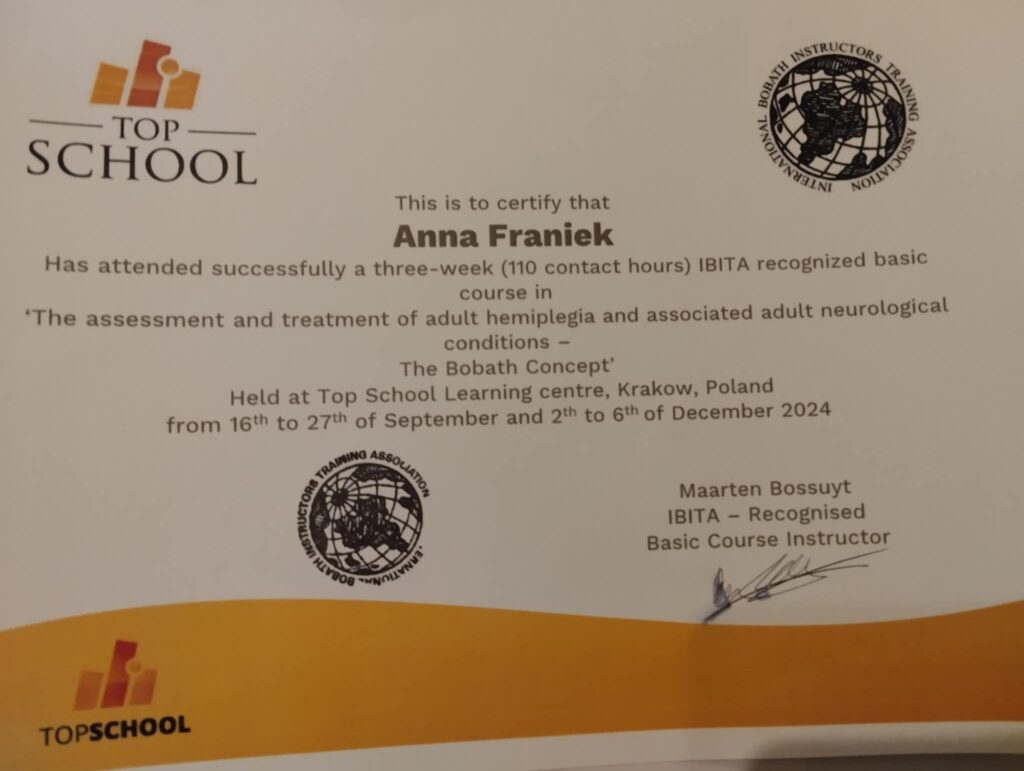 TOP
SCHOOL
INTERNATIONAL BOBATH INSTRUCTORS TRAINING ASSOCIATION
This is to certify that
Anna Franiek
Has attended successfully a three-week (110 contact hours) IBITA recognized basic
course in
‘The assessment and treatment of adult hemiplegia and associated adult neurological
conditions –
The Bobath Concept’
Held at Top School Learning centre, Krakow, Poland
from 16th to 27th of September and 2th to 6th of December 2024
BOBATH INSTRUCTORS TRAINING ASSOCIATION
Maarten Bossuyt
IBITA – Recognised
Basic Course Instructor
TOPSCHOOL